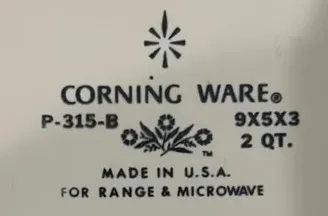 CORNING WARE®
P-315-B 9X5X3
2 QT.
TM
MADE IN U.S.A.
FOR RANGE & MICROWAVE